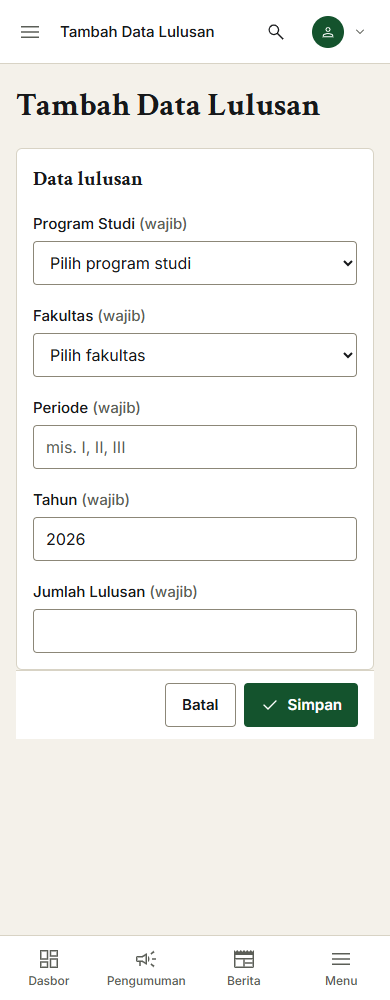 Tambah Data Lulusan
Tambah Data Lulusan
Data lulusan
Program Studi (wajib)
Pilih program studi
Fakultas (wajib)
Pilih fakultas
Periode (wajib)
mis. I, II, III
Tahun (wajib)
2026
Jumlah Lulusan (wajib)
Batal Simpan
Dasbor Pengumuman Berita Menu